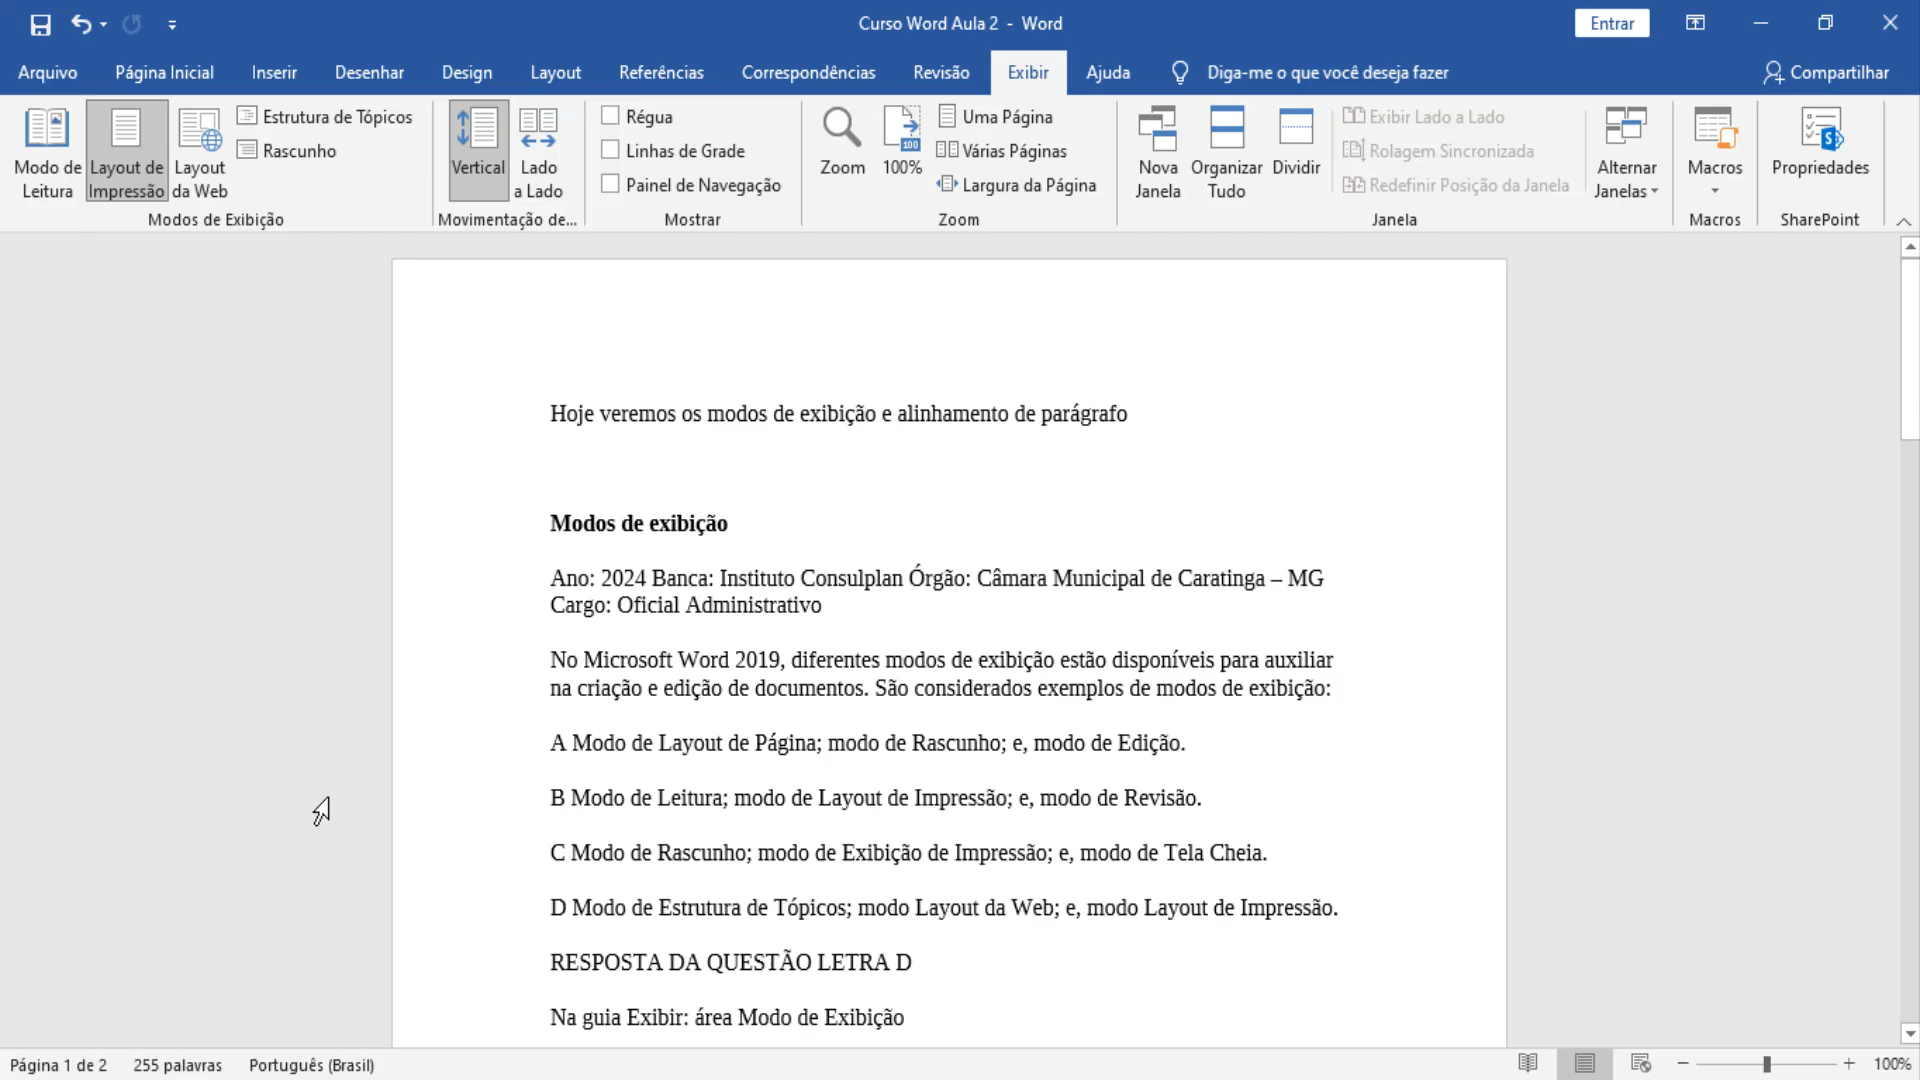 Curso Word Aula 2 - Word
Entrar
Arquivo
Página Inicial
Inserir
Desenhar
Design
Layout
Referências
Correspondências
Revisão
Exibir
Ajuda
Diga-me o que você deseja fazer
Compartilhar
Modo de Leitura
Layout de Impressão
Layout da Web
Estrutura de Tópicos
Rascunho
Modos de Exibição
Vertical
Lado a Lado
Movimentação de...
Régua
Linhas de Grade
Painel de Navegação
Mostrar
Zoom
100
100%
Uma Página
Várias Páginas
Largura da Página
Zoom
Nova Janela
Organizar Tudo
Dividir
Exibir Lado a Lado
Rolagem Sincronizada
Redefinir Posição da Janela
Alternar Janelas
Janela
Macros
Macros
S
Propriedades
SharePoint
Hoje veremos os modos de exibição e alinhamento de parágrafo
Modos de exibição
Ano: 2024 Banca: Instituto Consulplan Órgão: Câmara Municipal de Caratinga – MG
Cargo: Oficial Administrativo
No Microsoft Word 2019, diferentes modos de exibição estão disponíveis para auxiliar
na criação e edição de documentos. São considerados exemplos de modos de exibição:
A Modo de Layout de Página; modo de Rascunho; e, modo de Edição.
B Modo de Leitura; modo de Layout de Impressão; e, modo de Revisão.
C Modo de Rascunho; modo de Exibição de Impressão; e, modo de Tela Cheia.
D Modo de Estrutura de Tópicos; modo Layout da Web; e, modo Layout de Impressão.
RESPOSTA DA QUESTÃO LETRA D
Na guia Exibir: área Modo de Exibição
Página 1 de 2
255 palavras
Português (Brasil)
100%